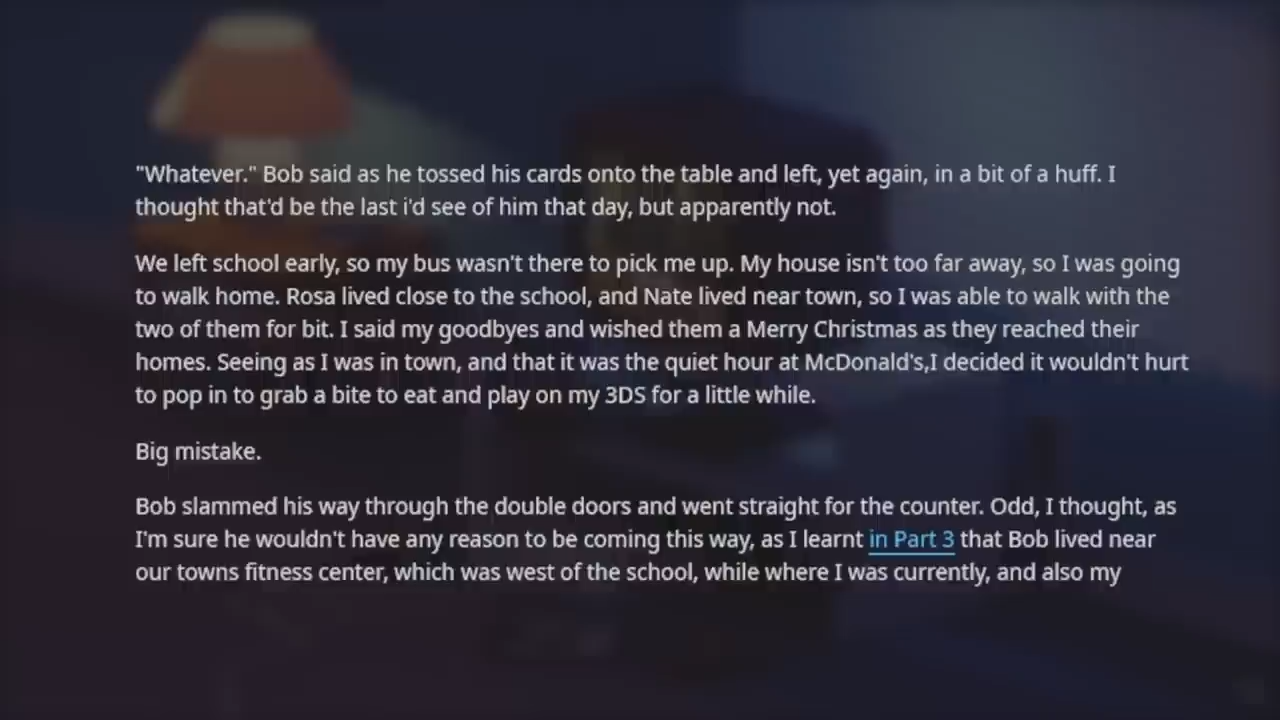 "Whatever." Bob said as he tossed his cards onto the table and left, yet again, in a bit of a huff. I
thought that'd be the last i'd see of him that day, but apparently not.
We left school early, so my bus wasn't there to pick me up. My house isn't too far away, so I was going
to walk home. Rosa lived close to the school, and Nate lived near town, so I was able to walk with the
two of them for bit. I said my goodbyes and wished them a Merry Christmas as they reached their
homes. Seeing as I was in town, and that it was the quiet hour at McDonald's,I decided it wouldn't hurt
to pop in to grab a bite to eat and play on my 3DS for a little while.
Big mistake.
Bob slammed his way through the double doors and went straight for the counter. Odd, I thought, as
I'm sure he wouldn't have any reason to be coming this way, as I learnt in Part 3 that Bob lived near
our towns fitness center, which was west of the school, while where I was currently, and also my